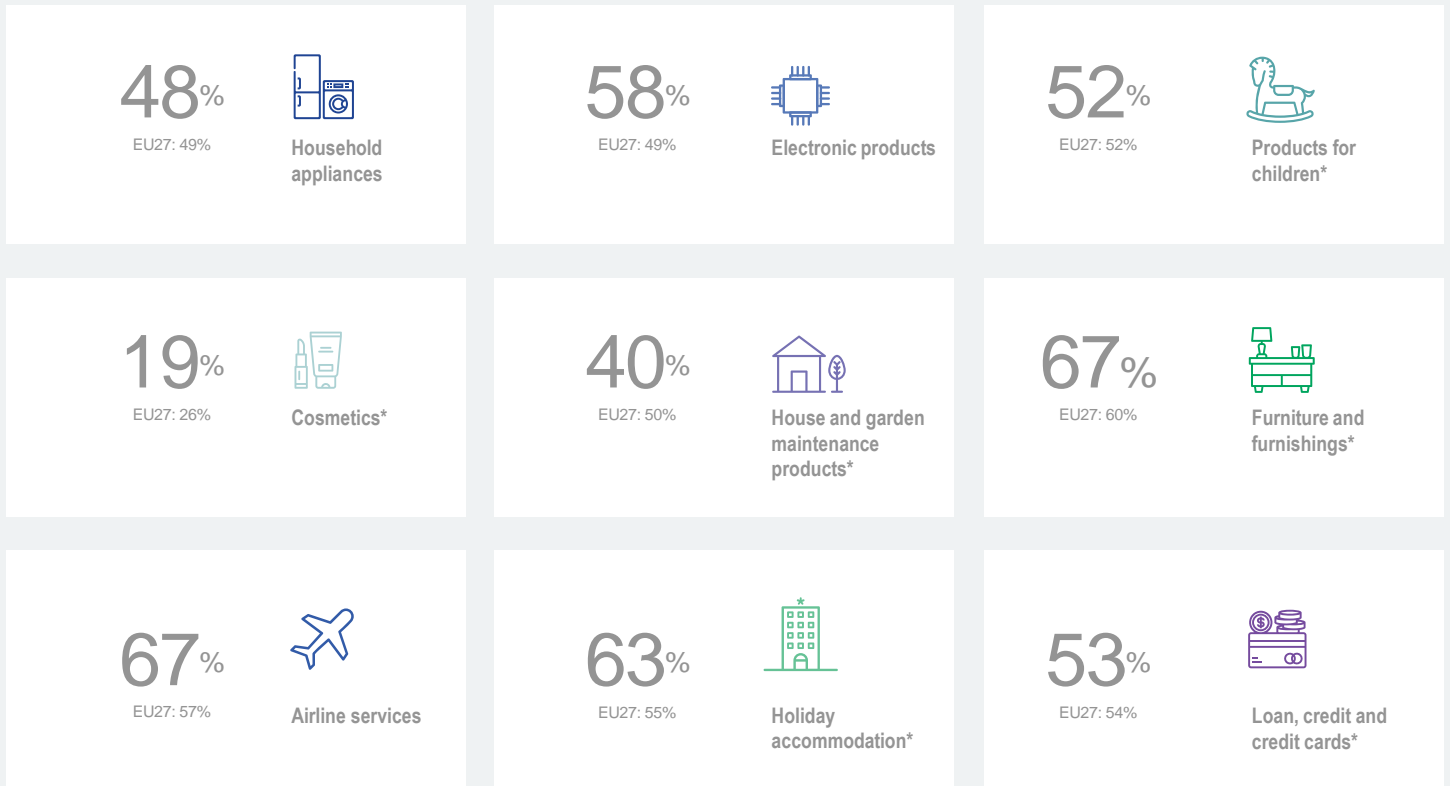 48%
EU27: 49%
Household
appliances
58%
EU27: 49%
Electronic products
52%
EU27: 52%
Products for
children*
19%
EU27: 26%
Cosmetics*
40%
EU27: 50%
House and garden
maintenance
products*
67%
EU27: 60%
Furniture and
furnishings*
67%
EU27: 57%
Airline services
63%
EU27: 55%
Holiday
accommodation*
53%
EU27: 54%
Loan, credit and
credit cards*